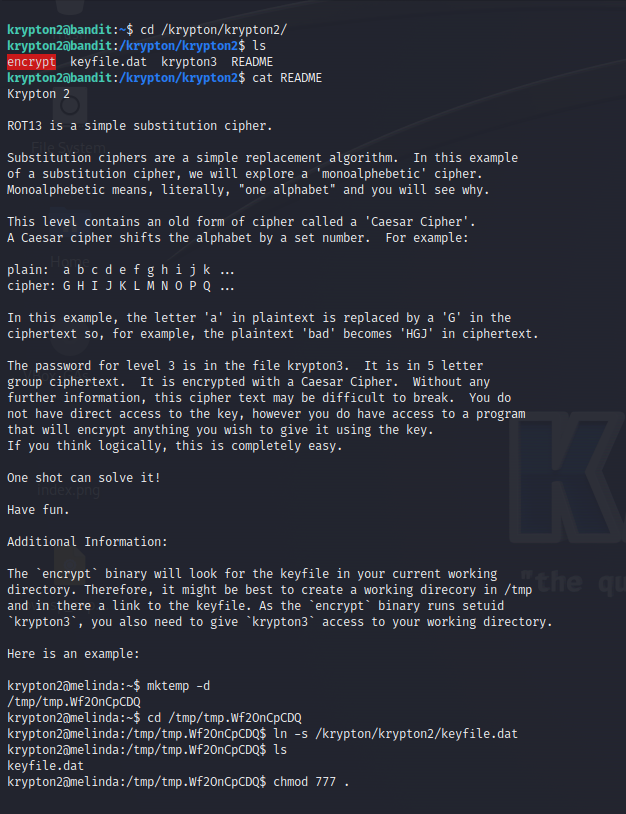 krypton2@bandit:~$ cd /krypton/krypton2/
krypton2@bandit:/krypton/krypton2$ ls
encrypt  keyfile.dat  krypton3  README
krypton2@bandit:/krypton/krypton2$ cat README
Krypton 2
ROT13 is a simple substitution cipher.
Substitution ciphers are a simple replacement algorithm.  In this example
of a substitution cipher, we will explore a 'monoalphebetic' cipher.
Monoalphebetic means, literally, "one alphabet" and you will see why.
This level contains an old form of cipher called a 'Caesar Cipher'.
A Caesar cipher shifts the alphabet by a set number.  For example:
plain:  a b c d e f g h i j k ...
cipher: G H I J K L M N O P Q ...
In this example, the letter 'a' in plaintext is replaced by a 'G' in the
ciphertext so, for example, the plaintext 'bad' becomes 'HGJ' in ciphertext.
The password for level 3 is in the file krypton3.  It is in 5 letter
group ciphertext.  It is encrypted with a Caesar Cipher.  Without any
further information, this cipher text may be difficult to break.  You do
not have direct access to the key, however you do have access to a program
that will encrypt anything you wish to give it using the key.
If you think logically, this is completely easy.
One shot can solve it!
Have fun.
Additional Information:
The `encrypt` binary will look for the keyfile in your current working
directory. Therefore, it might be best to create a working direcory in /tmp
and in there a link to the keyfile. As the `encrypt` binary runs setuid
`krypton3`, you also need to give `krypton3` access to your working directory.
Here is an example:
krypton2@melinda:~$ mktemp -d
/tmp/tmp.Wf2OnCpCDQ
krypton2@melinda:~$ cd /tmp/tmp.Wf2OnCpCDQ
krypton2@melinda:/tmp/tmp.Wf2OnCpCDQ$ ln -s /krypton/krypton2/keyfile.dat
krypton2@melinda:/tmp/tmp.Wf2OnCpCDQ$ ls
keyfile.dat
krypton2@melinda:/tmp/tmp.Wf2OnCpCDQ$ chmod 777 .
File System
Home
index.png
K
"the qu